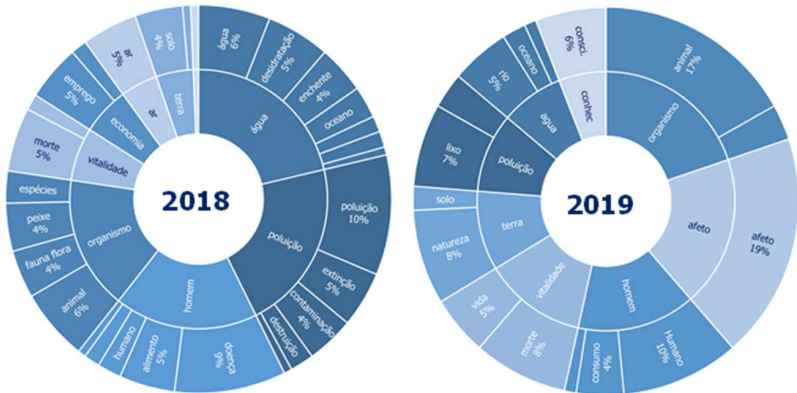 2018
água
6%
desidratação
5%
enchente
4%
oceano
água
poluição
10%
extinção
5%
contaminação
4%
destruição
poluição
doença
9%
alimento
5%
humano
homem
animal
6%
fauna flora
4%
peixe
4%
espécies
organismo
morte
5%
vitalidade
emprego
5%
economia
ar
5%
ar
solo
4%
terra
2019
animal
17%
organismo
afeto
19%
afeto
Humano
10%
consumo
4%
homem
morte
8%
vida
5%
vitalidade
natureza
8%
solo
terra
lixo
7%
poluição
rio
5%
oceano
agua
consci.
6%
conhec